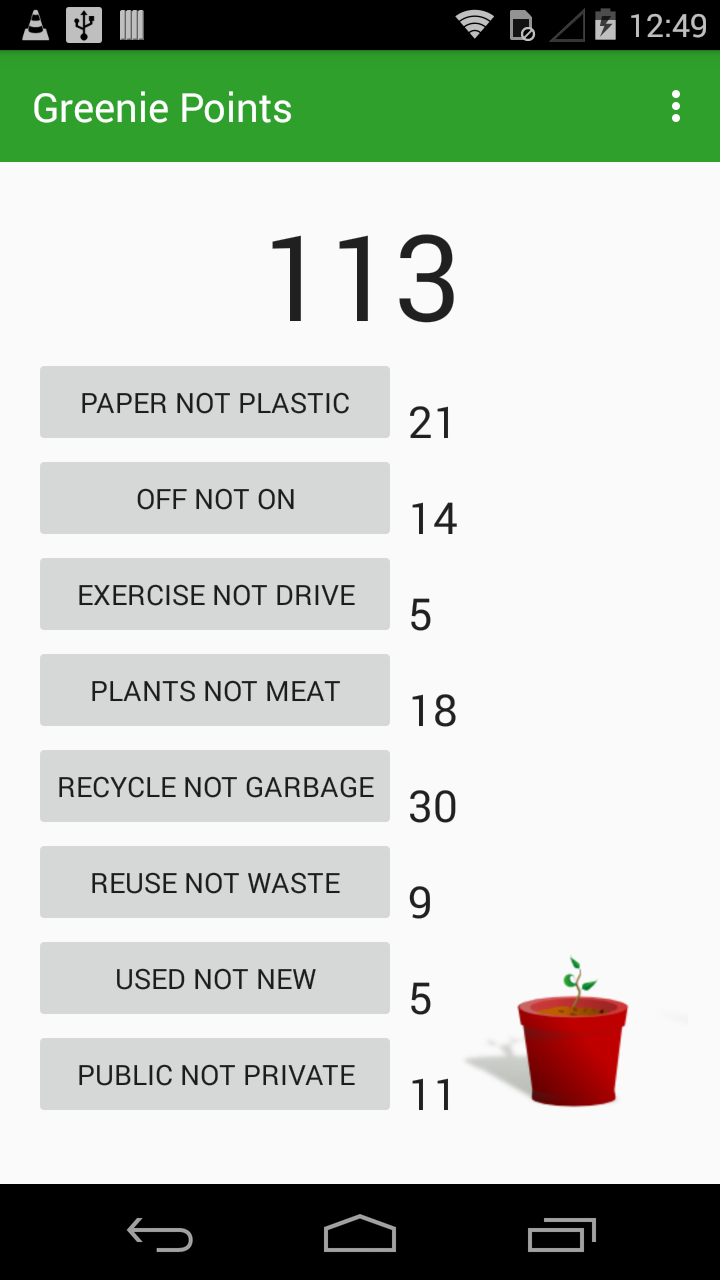 12:49
Greenie Points
113
PAPER NOT PLASTIC 21
OFF NOT ON 14
EXERCISE NOT DRIVE 5
PLANTS NOT MEAT 18
RECYCLE NOT GARBAGE 30
REUSE NOT WASTE 9
USED NOT NEW 5
PUBLIC NOT PRIVATE 11